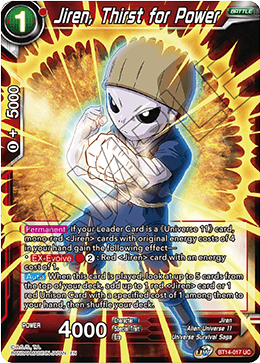 1
Jiren, Thirst for Power
BATTLE
0 + 5000
Permanent If your Leader Card is a {Universe 11} card,
mono-red <Jiren> cards with original energy costs of 4
in your hand gain the following effect—
• EX-Evolve 2 : Red <Jiren> card with an energy
cost of 1.
Auto When this card is played, look at up to 5 cards from
the top of your deck, add up to 1 red <Jiren> card or 1
red Unison Card with a specified cost of 1 among them to
your hand, then shuffle your deck.
POWER
4000
Character
Jiren
Special Trait
Alien Universe 11
Era
Universe Survival Saga
BT14-017 UC